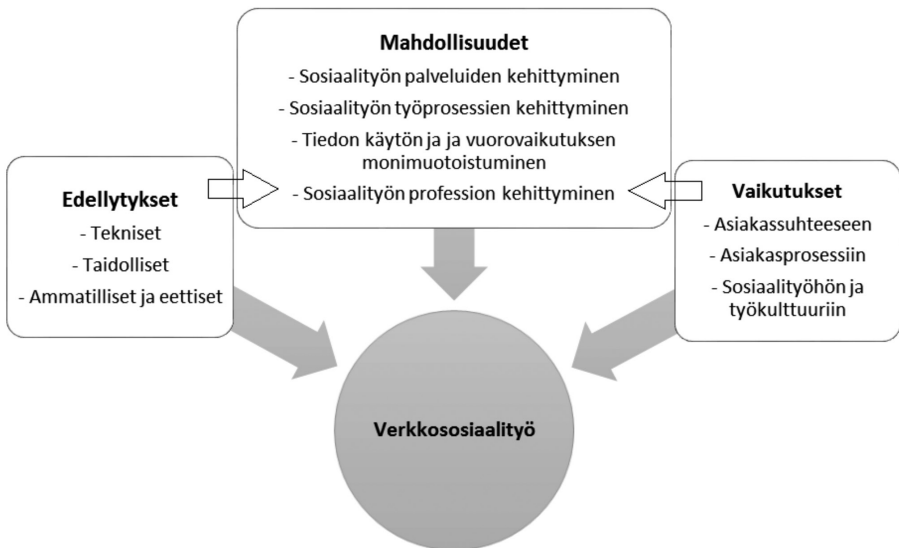 Mahdollisuudet
- Sosiaalityön palveluiden kehittyminen
- Sosiaalityön työprosessien kehittyminen
- Tiedon käytön ja ja vuorovaikutuksen
monimuotoistuminen
- Sosiaalityön profession kehittyminen
Edellytykset
- Tekniset
- Taidolliset
- Ammatilliset ja eettiset
Vaikutukset
- Asiakassuhteeseen
- Asiakasprosessiin
- Sosiaalityöhön ja
työkulttuuriin
Verkkososiaalityö